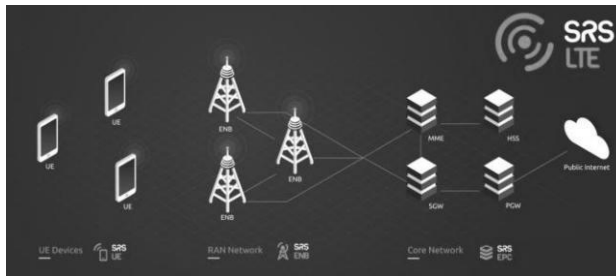 SRS
LTE
UE
UE
UE
ENB
ENB
ENB
MME
HSS
SGW
PGW
Public Internet
UE Devices
SRS
UE
RAN Network
SRS
ENB
Core Network
SRS
EPC